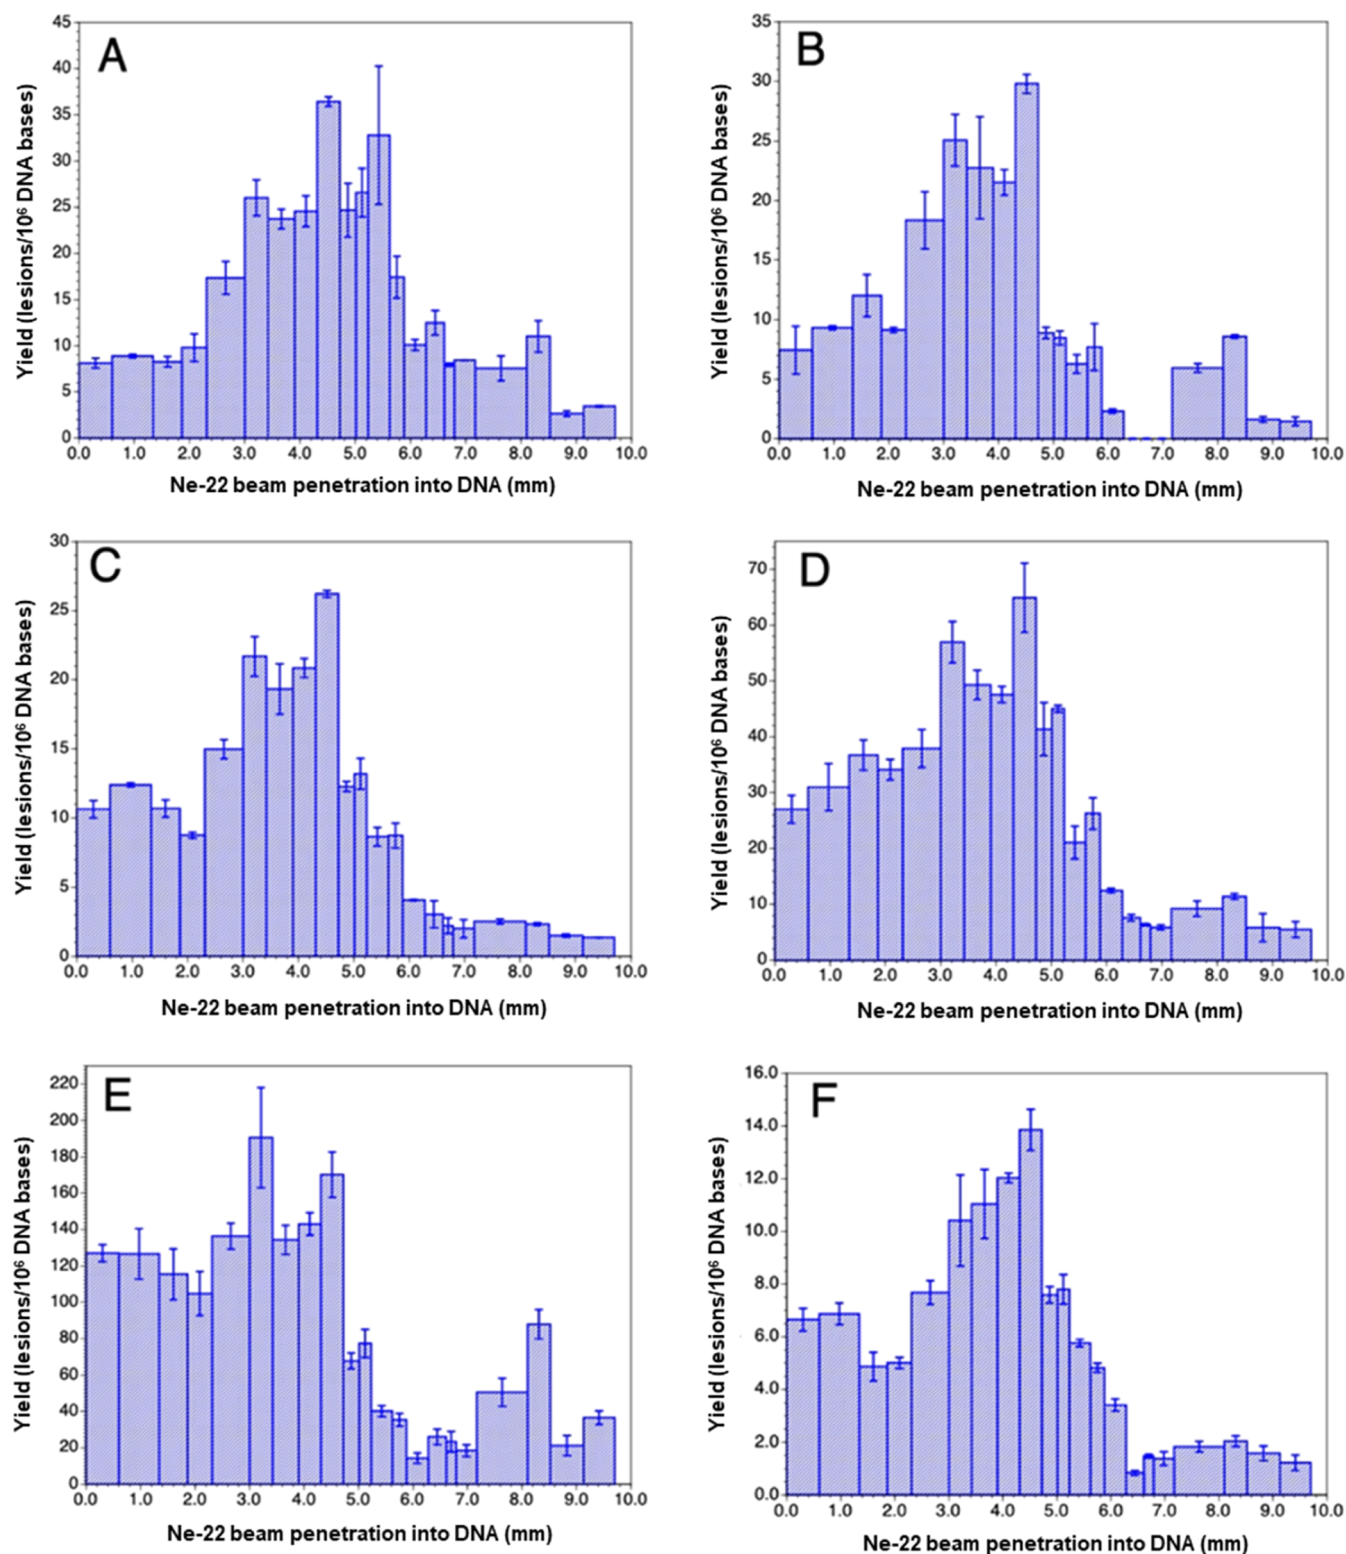 A
Yield (lesions/10⁶ DNA bases)
45
40
35
30
25
20
15
10
5
0
0.0 1.0 2.0 3.0 4.0 5.0 6.0 7.0 8.0 9.0 10.0
Ne-22 beam penetration into DNA (mm)
B
Yield (lesions/10⁶ DNA bases)
35
30
25
20
15
10
5
0
0.0 1.0 2.0 3.0 4.0 5.0 6.0 7.0 8.0 9.0 10.0
Ne-22 beam penetration into DNA (mm)
C
Yield (lesions/10⁶ DNA bases)
30
25
20
15
10
5
0
0.0 1.0 2.0 3.0 4.0 5.0 6.0 7.0 8.0 9.0 10.0
Ne-22 beam penetration into DNA (mm)
D
Yield (lesions/10⁶ DNA bases)
70
60
50
40
30
20
10
0
0.0 1.0 2.0 3.0 4.0 5.0 6.0 7.0 8.0 9.0 10.0
Ne-22 beam penetration into DNA (mm)
E
Yield (lesions/10⁶ DNA bases)
220
200
180
160
140
120
100
80
60
40
20
0
0.0 1.0 2.0 3.0 4.0 5.0 6.0 7.0 8.0 9.0 10.0
Ne-22 beam penetration into DNA (mm)
F
Yield (lesions/10⁶ DNA bases)
16.0
14.0
12.0
10.0
8.0
6.0
4.0
2.0
0.0
0.0 1.0 2.0 3.0 4.0 5.0 6.0 7.0 8.0 9.0 10.0
Ne-22 beam penetration into DNA (mm)